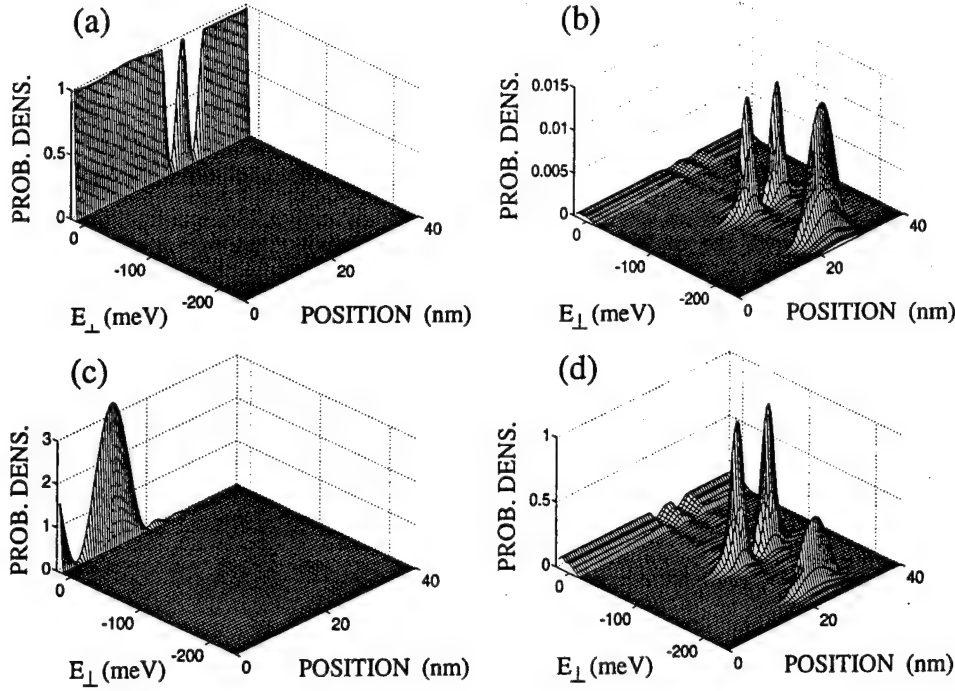 (a)
PROB. DENS.
1
0.5
0
0
-100
-200
0
20
40
E⊥ (meV)
POSITION (nm)
(b)
PROB. DENS.
0.015
0.01
0.005
0
0
-100
-200
0
20
40
E⊥ (meV)
POSITION (nm)
(c)
PROB. DENS.
3
2
1
0
0
-100
-200
0
20
40
E⊥ (meV)
POSITION (nm)
(d)
PROB. DENS.
1
0.5
0
0
-100
-200
0
20
40
E⊥ (meV)
POSITION (nm)